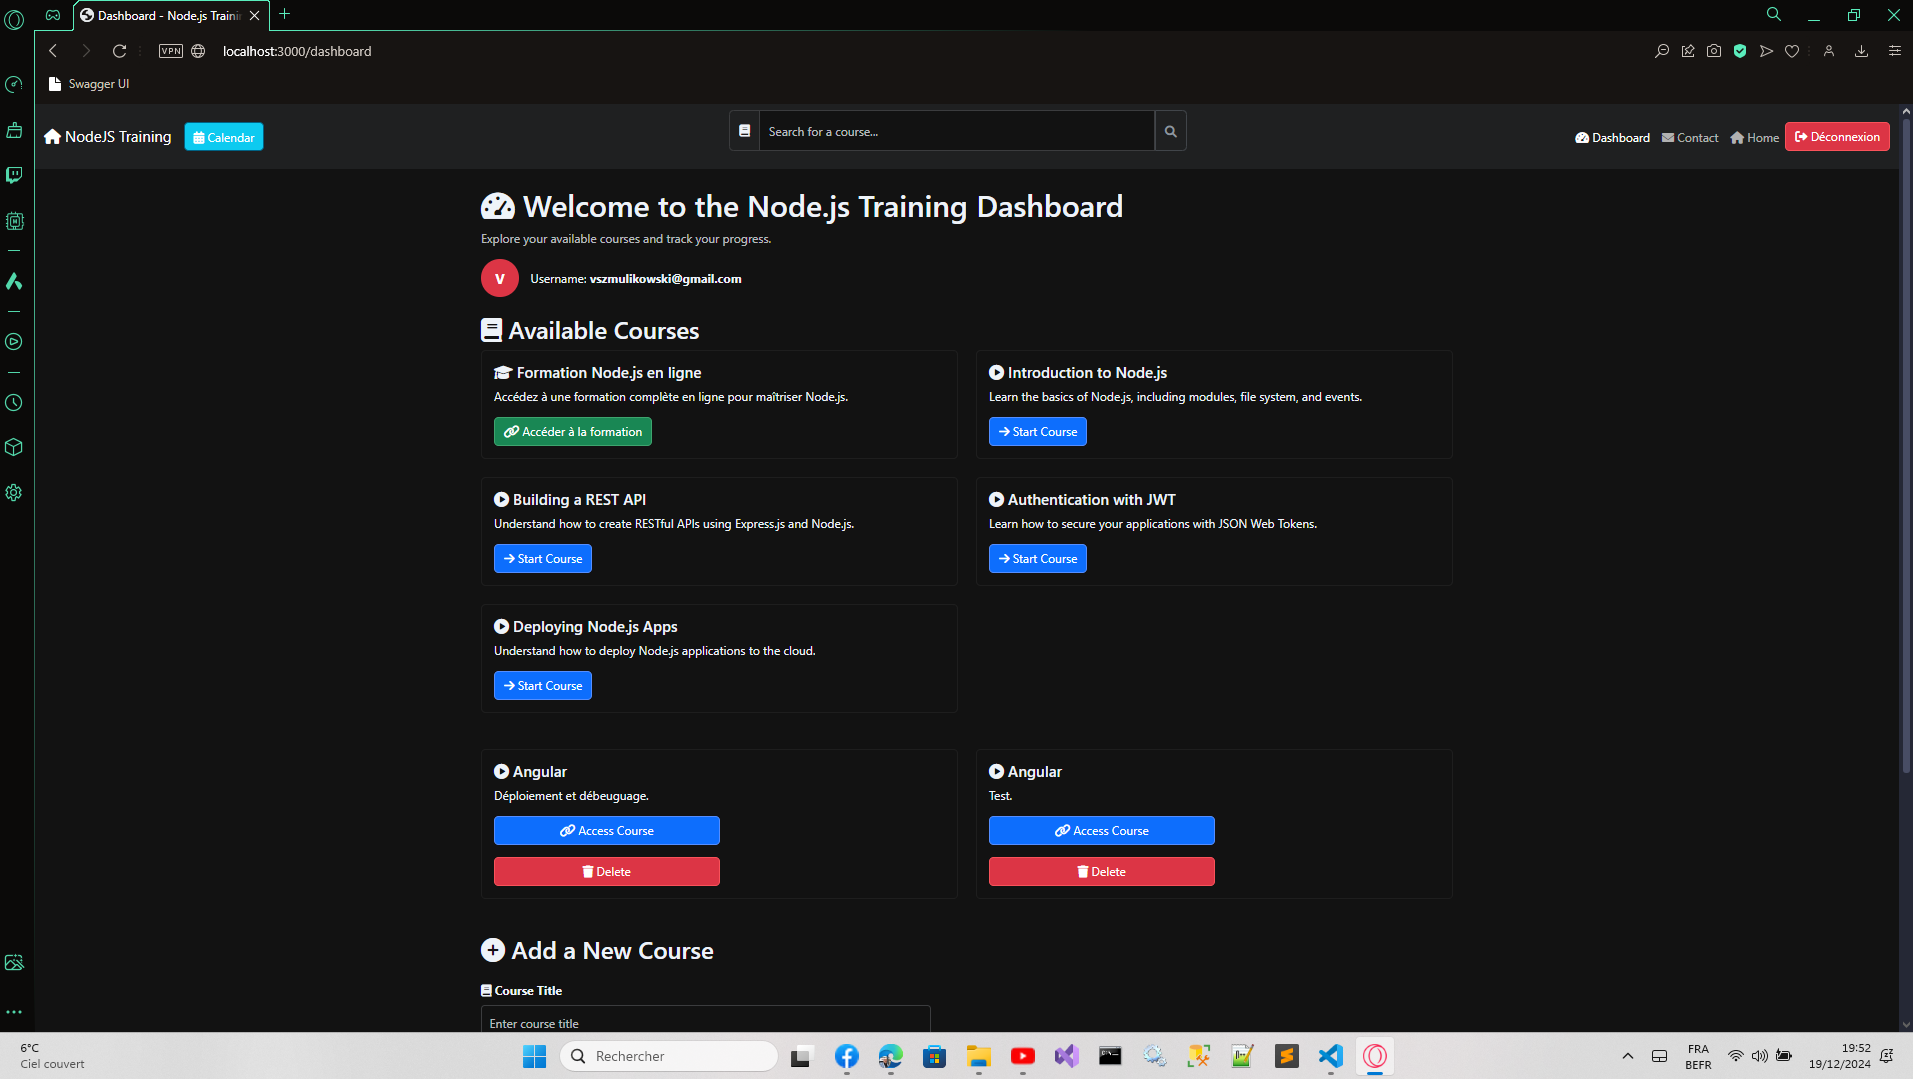 Dashboard - Node.js Trainin
VPN
localhost:3000/dashboard
Swagger UI
NodeJS Training
Calendar
Search for a course...
Dashboard
Contact
Home
Déconnexion
Welcome to the Node.js Training Dashboard
Explore your available courses and track your progress.
V
Username: vszmulikowski@gmail.com
Available Courses
Formation Node.js en ligne
Accédez à une formation complète en ligne pour maîtriser Node.js.
Accéder à la formation
Introduction to Node.js
Learn the basics of Node.js, including modules, file system, and events.
Start Course
Building a REST API
Understand how to create RESTful APIs using Express.js and Node.js.
Start Course
Authentication with JWT
Learn how to secure your applications with JSON Web Tokens.
Start Course
Deploying Node.js Apps
Understand how to deploy Node.js applications to the cloud.
Start Course
Angular
Déploiement et débeuguage.
Access Course
Delete
Angular
Test.
Access Course
Delete
Add a New Course
Course Title
Enter course title
6°C
Ciel couvert
Rechercher
FRA
BEFR
19:52
19/12/2024